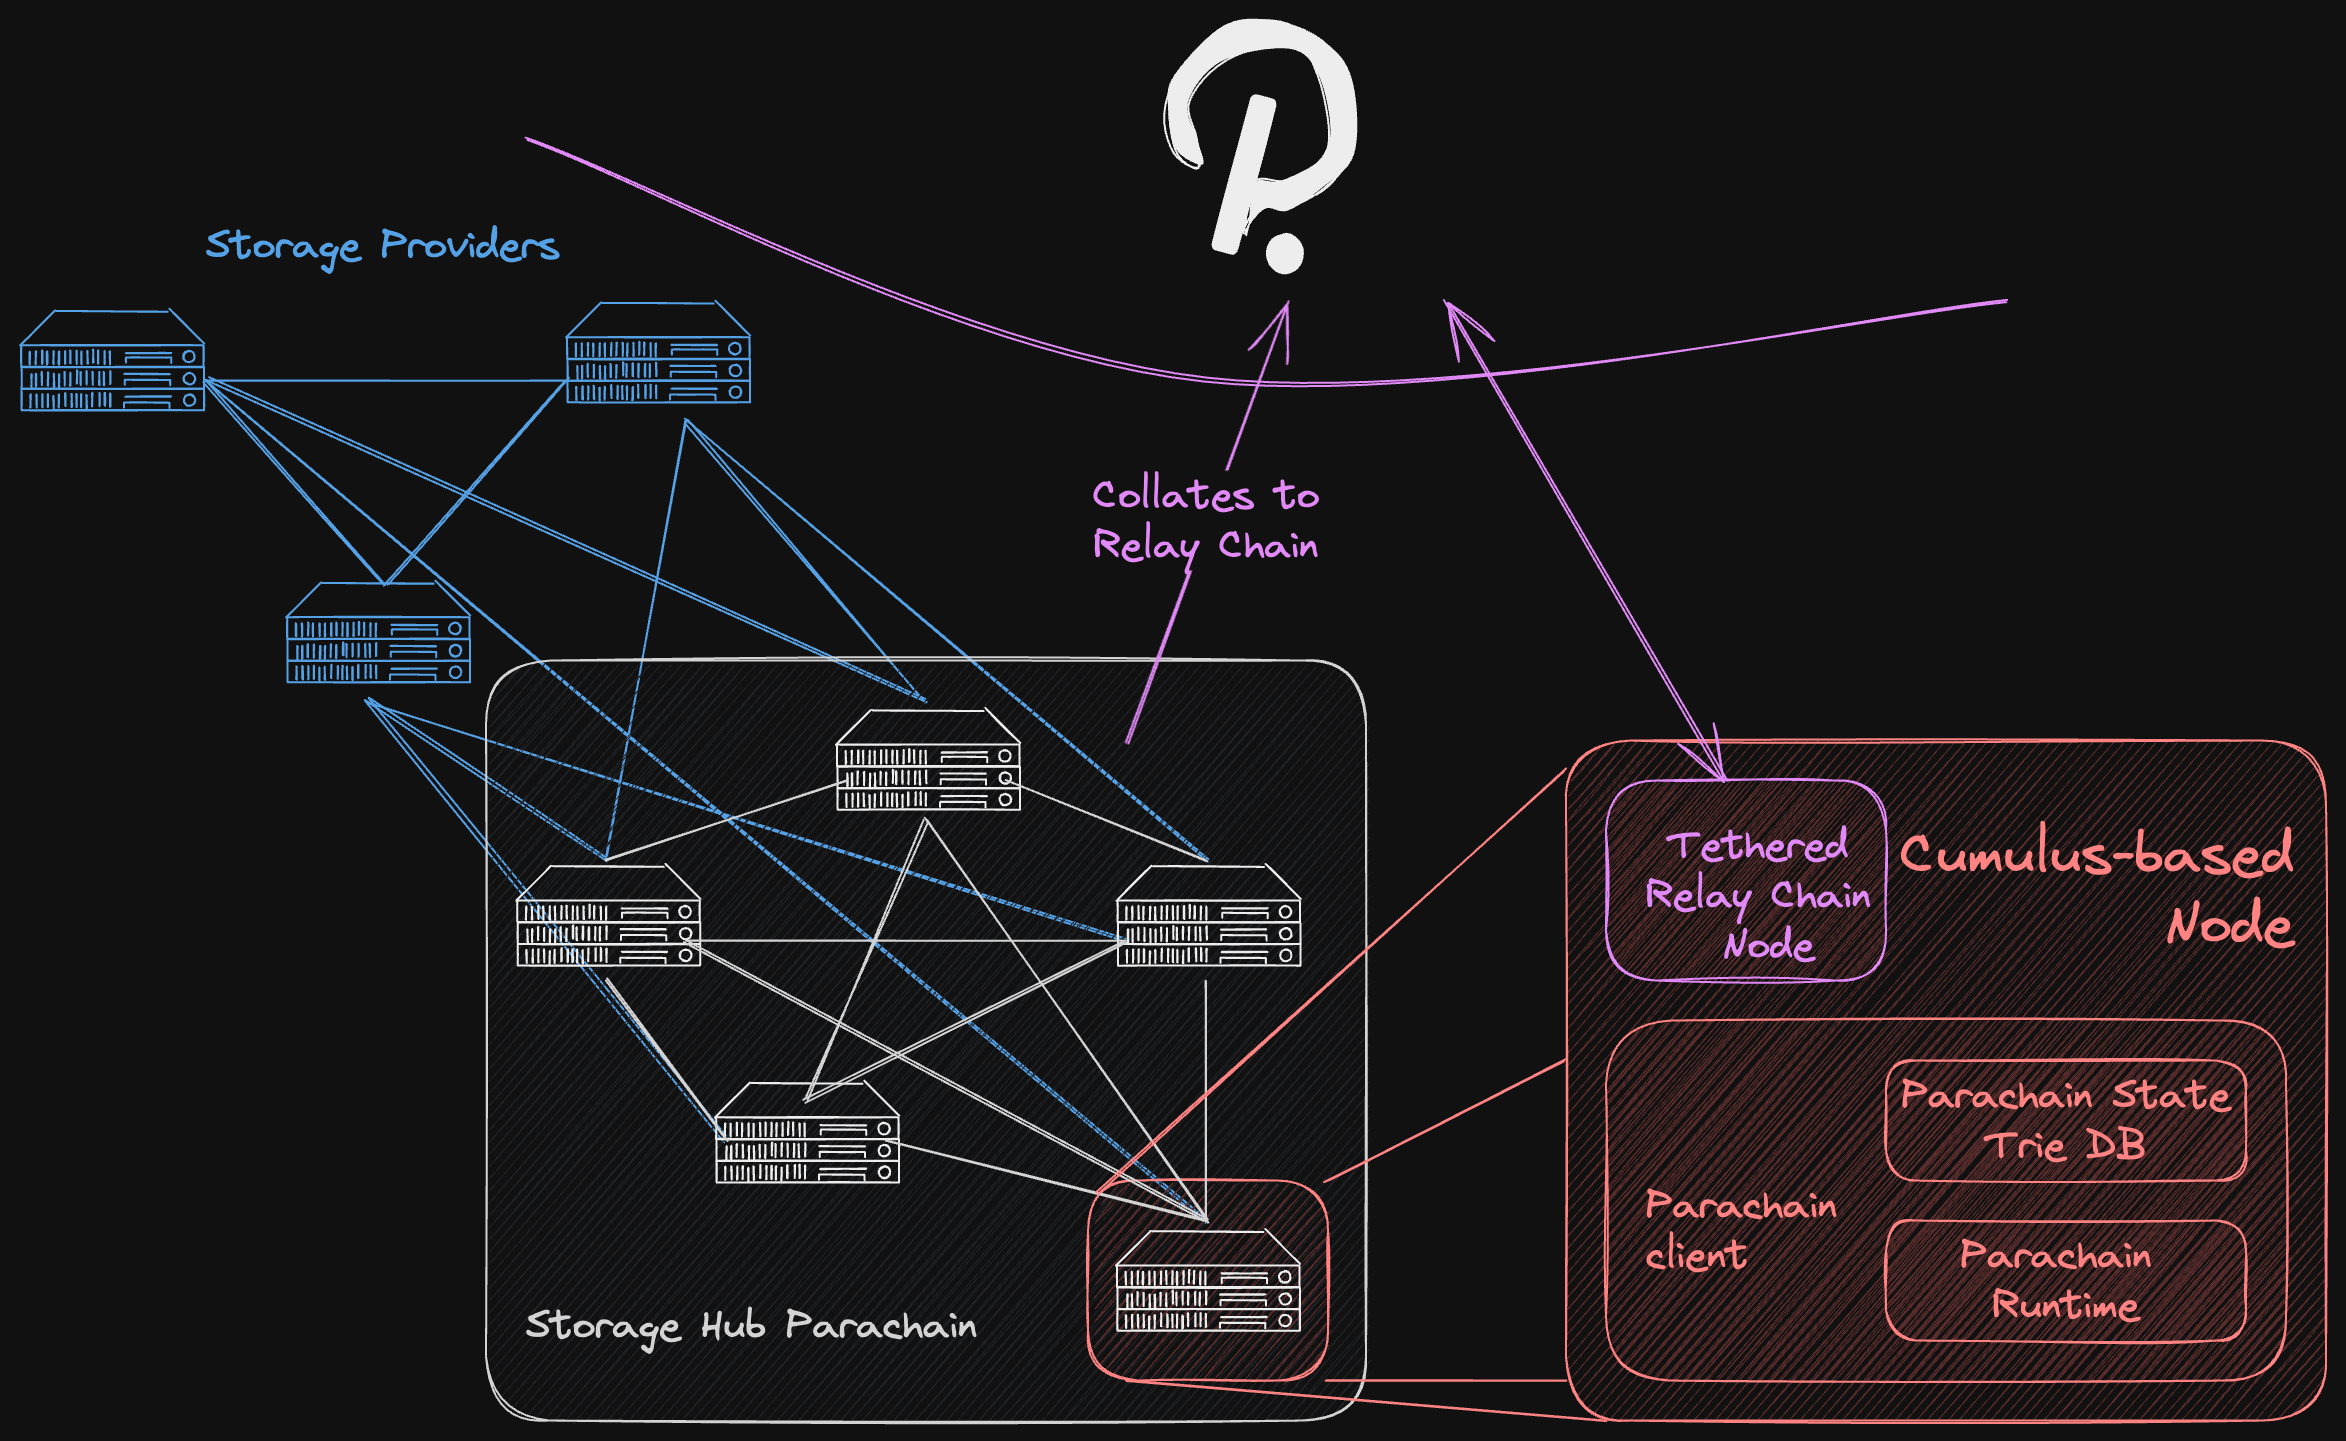 Storage Providers
Collates to
Relay Chain
Tethered
Relay Chain
Node
Cumulus-based
Node
Parachain State
Trie DB
Parachain
client
Parachain
Runtime
Storage Hub Parachain